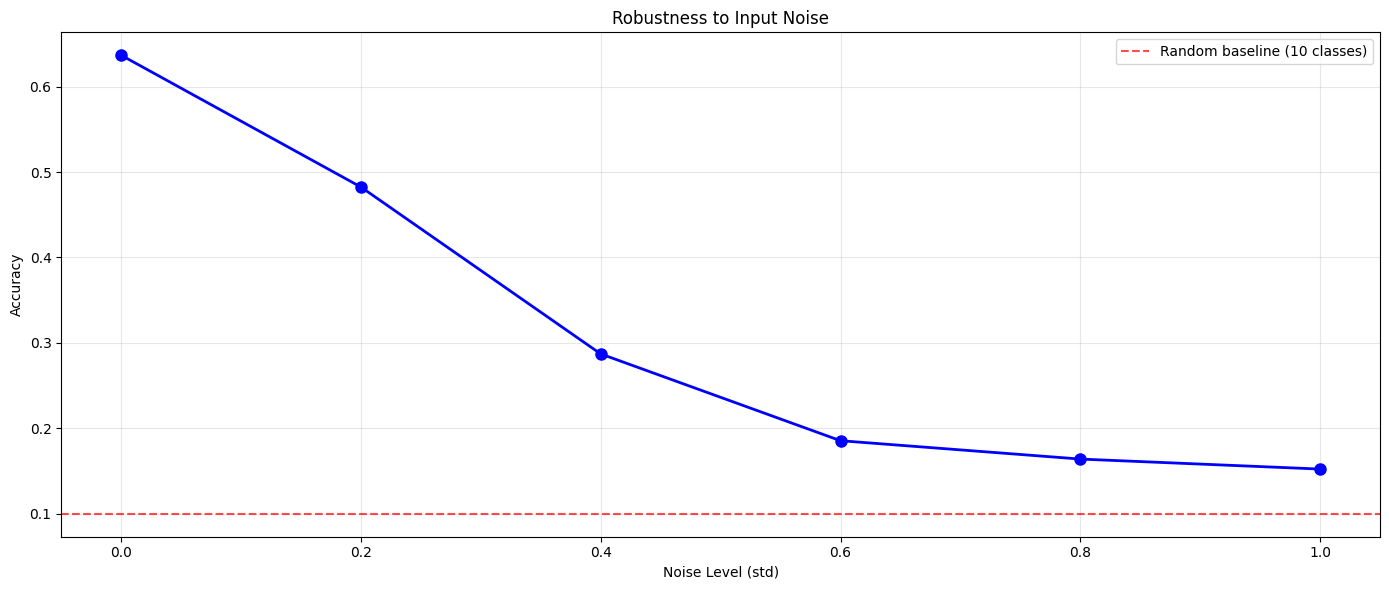 Robustness to Input Noise
Random baseline (10 classes)
0.6
0.5
0.4
0.3
0.2
0.1
Accuracy
0.0 0.2 0.4 0.6 0.8 1.0
Noise Level (std)